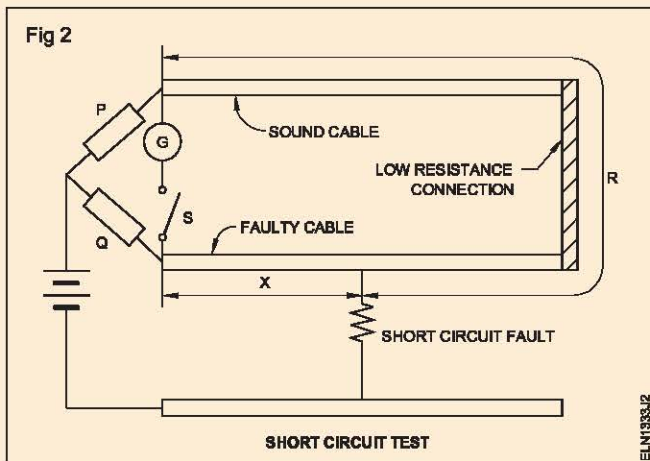 Fig 2
P
G
SOUND CABLE
LOW RESISTANCE
CONNECTION
R
S
Q
FAULTY CABLE
X
SHORT CIRCUIT FAULT
SHORT CIRCUIT TEST
ELN1333J2